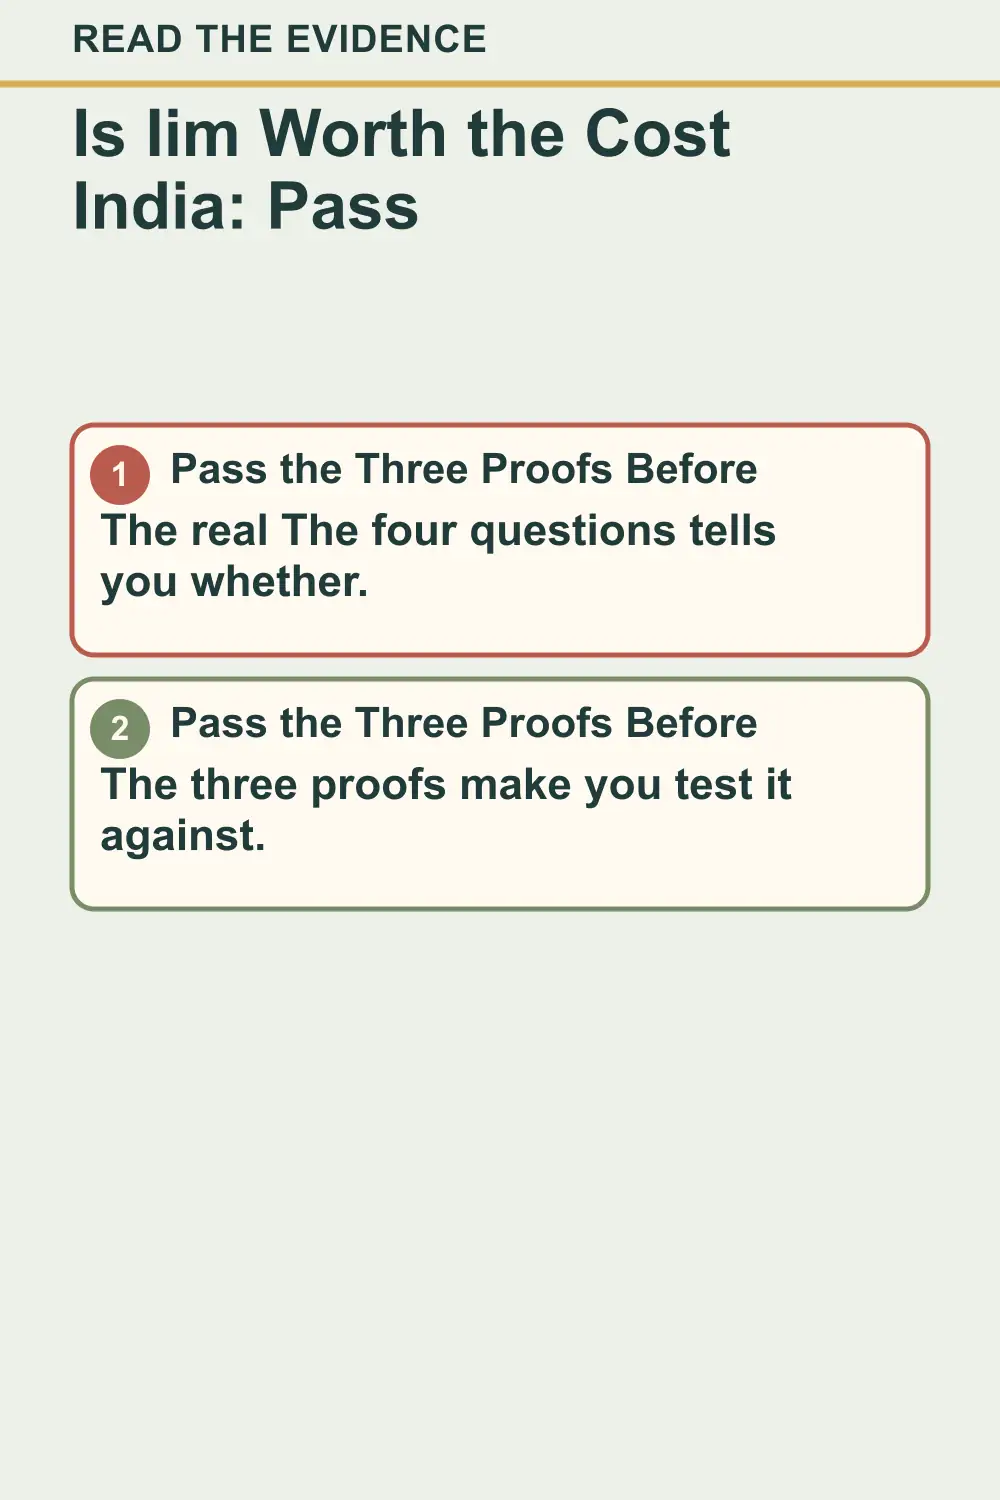 READ THE EVIDENCE
Is Iim Worth the Cost
India: Pass
1 Pass the Three Proofs Before
The real The four questions tells
you whether.
2 Pass the Three Proofs Before
The three proofs make you test it
against.